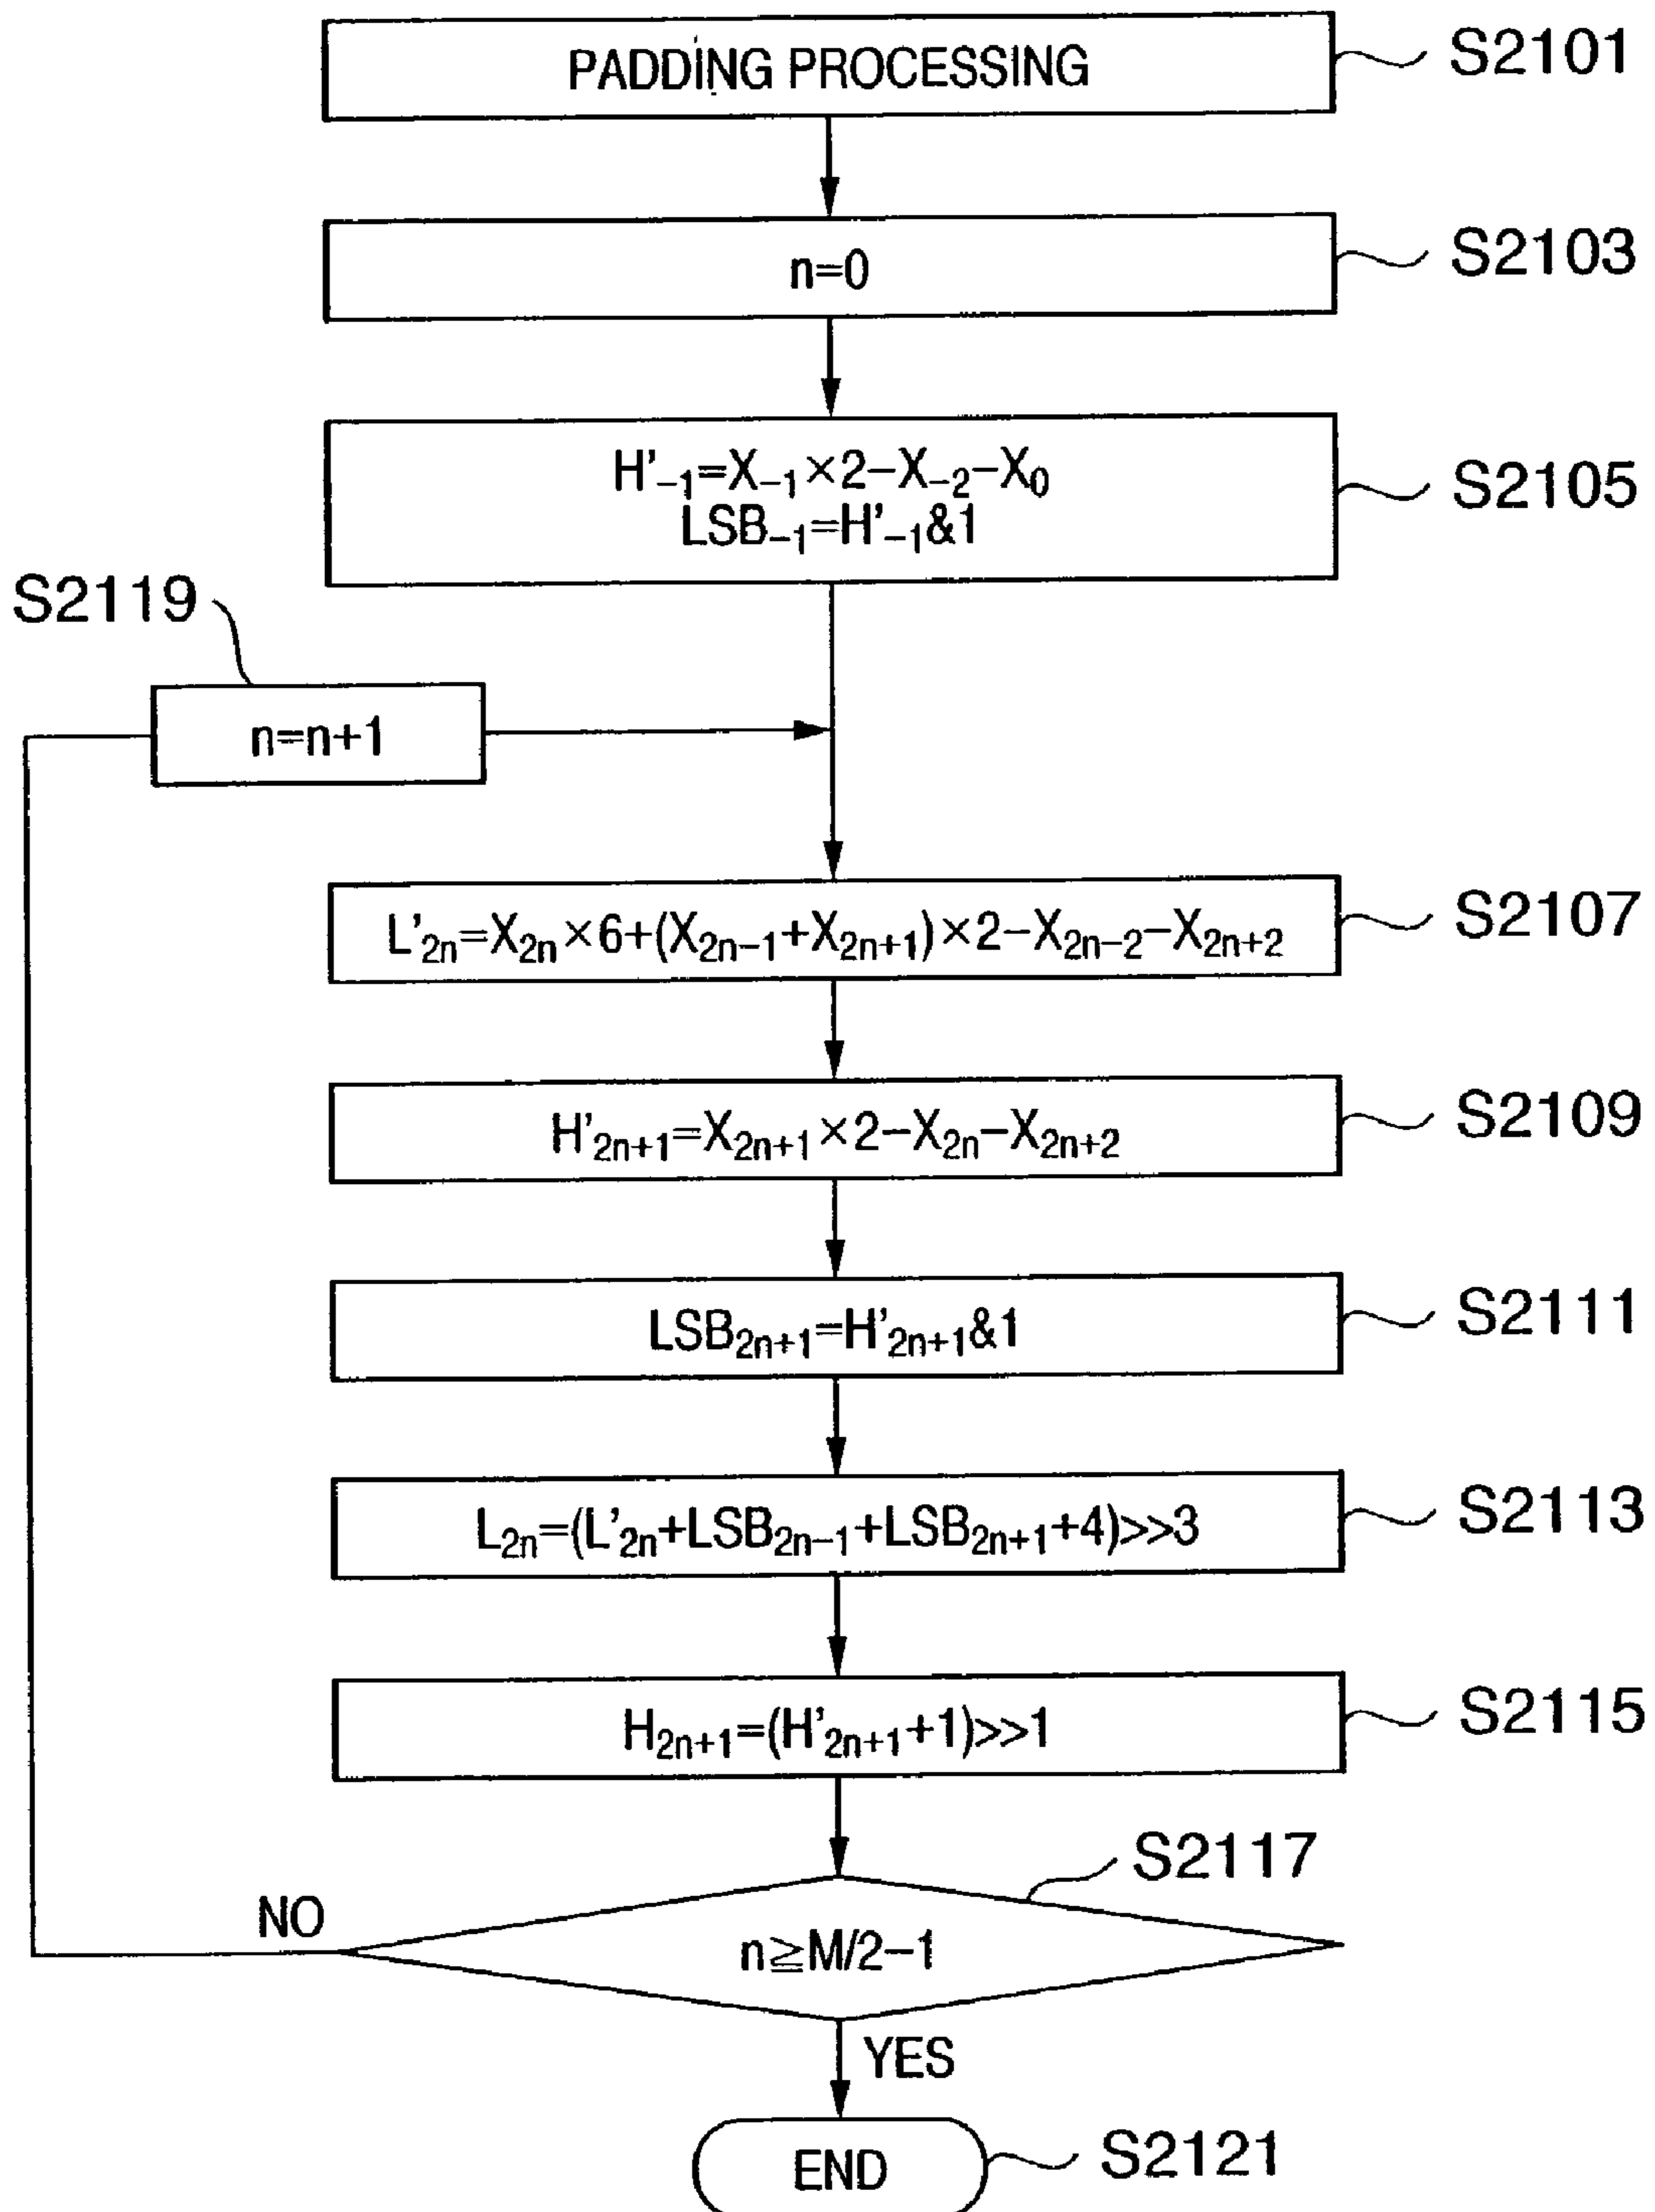 PADDING PROCESSING
S2101
n=0
S2103
H'₋₁=X₋₁×2−X₋₂−X₀
LSB₋₁=H'₋₁&1
S2105
S2119
n=n+1
L'₂ₙ=X₂ₙ×6+(X₂ₙ₋₁+X₂ₙ₊₁)×2−X₂ₙ₋₂−X₂ₙ₊₂
S2107
H'₂ₙ₊₁=X₂ₙ₊₁×2−X₂ₙ−X₂ₙ₊₂
S2109
LSB₂ₙ₊₁=H'₂ₙ₊₁&1
S2111
L₂ₙ=(L'₂ₙ+LSB₂ₙ₋₁+LSB₂ₙ₊₁+4)>>3
S2113
H₂ₙ₊₁=(H'₂ₙ₊₁+1)>>1
S2115
S2117
NO
n≧M/2−1
YES
END
S2121